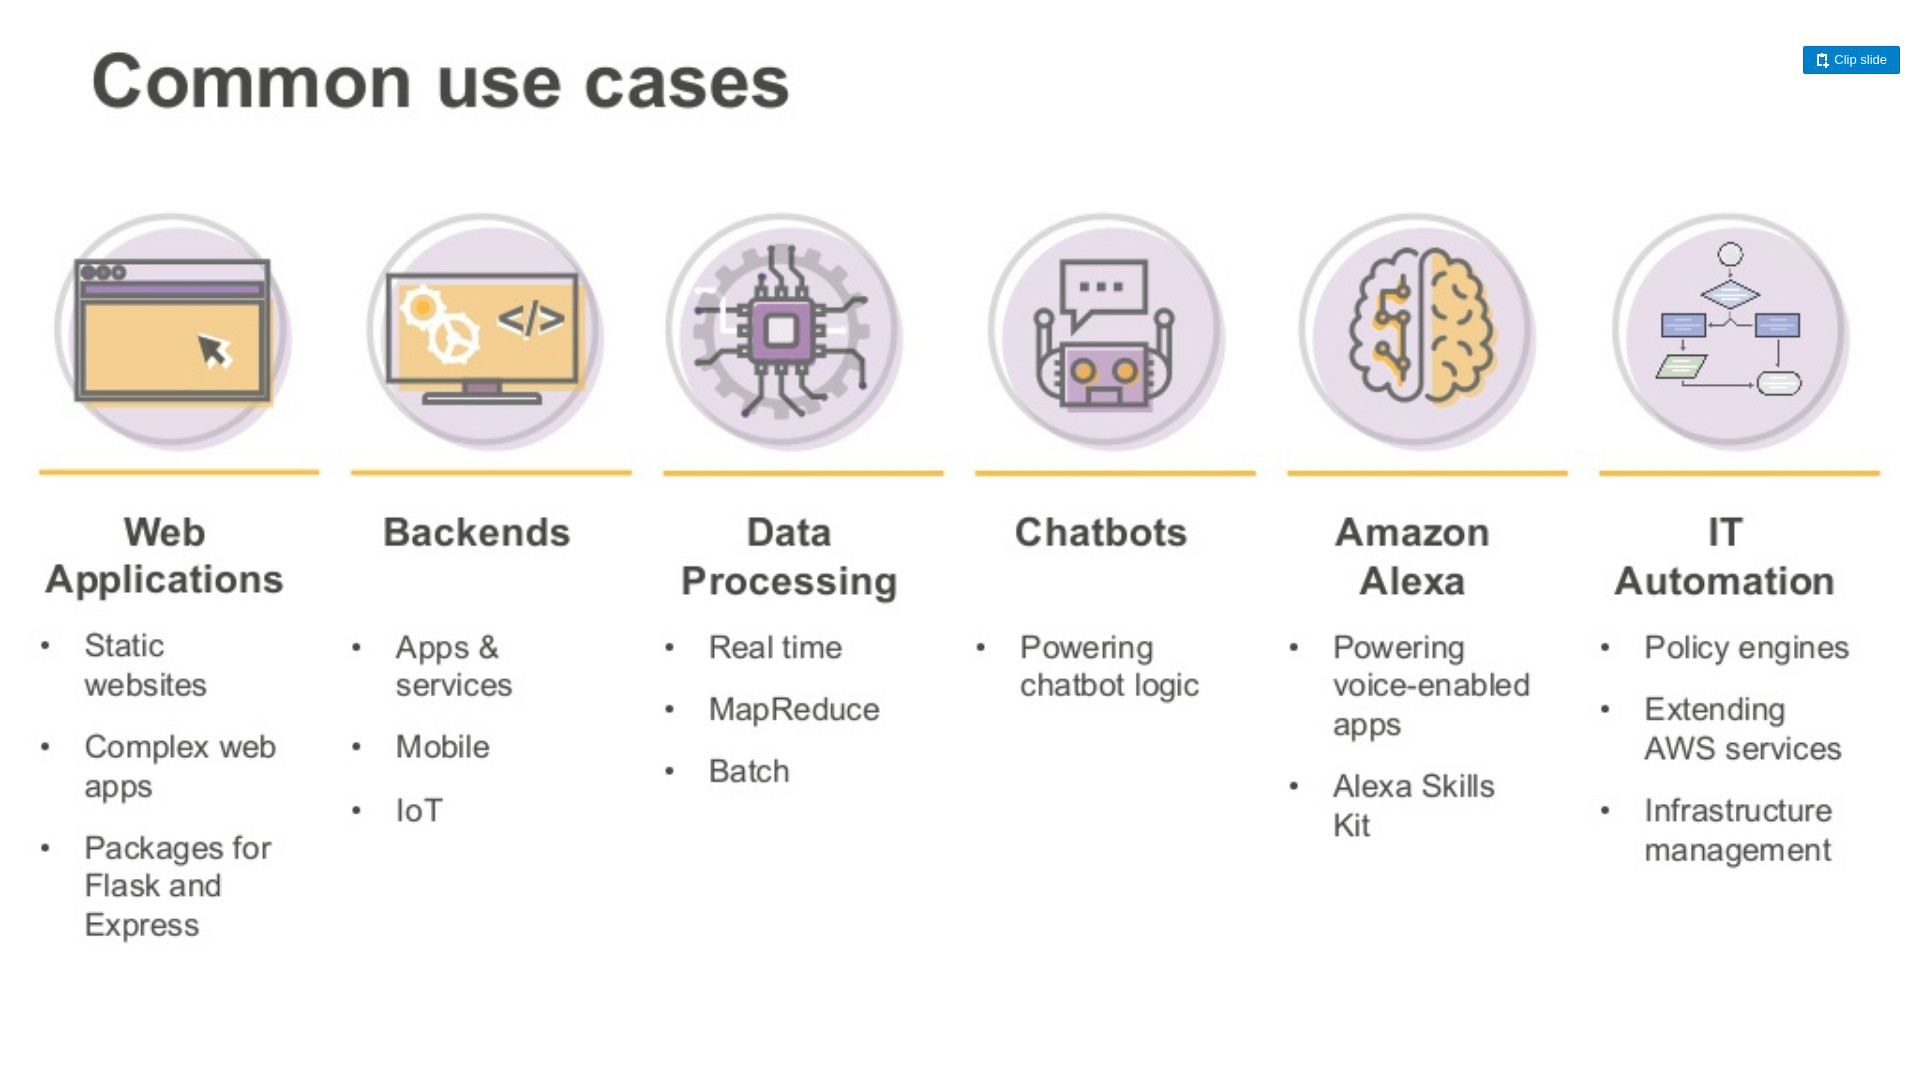 Common use cases
Clip slide
</>
Web
Applications
• Static
websites
• Complex web
apps
• Packages for
Flask and
Express
Backends
• Apps &
services
• Mobile
• IoT
Data
Processing
• Real time
• MapReduce
• Batch
Chatbots
• Powering
chatbot logic
Amazon
Alexa
• Powering
voice-enabled
apps
• Alexa Skills
Kit
IT
Automation
• Policy engines
• Extending
AWS services
• Infrastructure
management